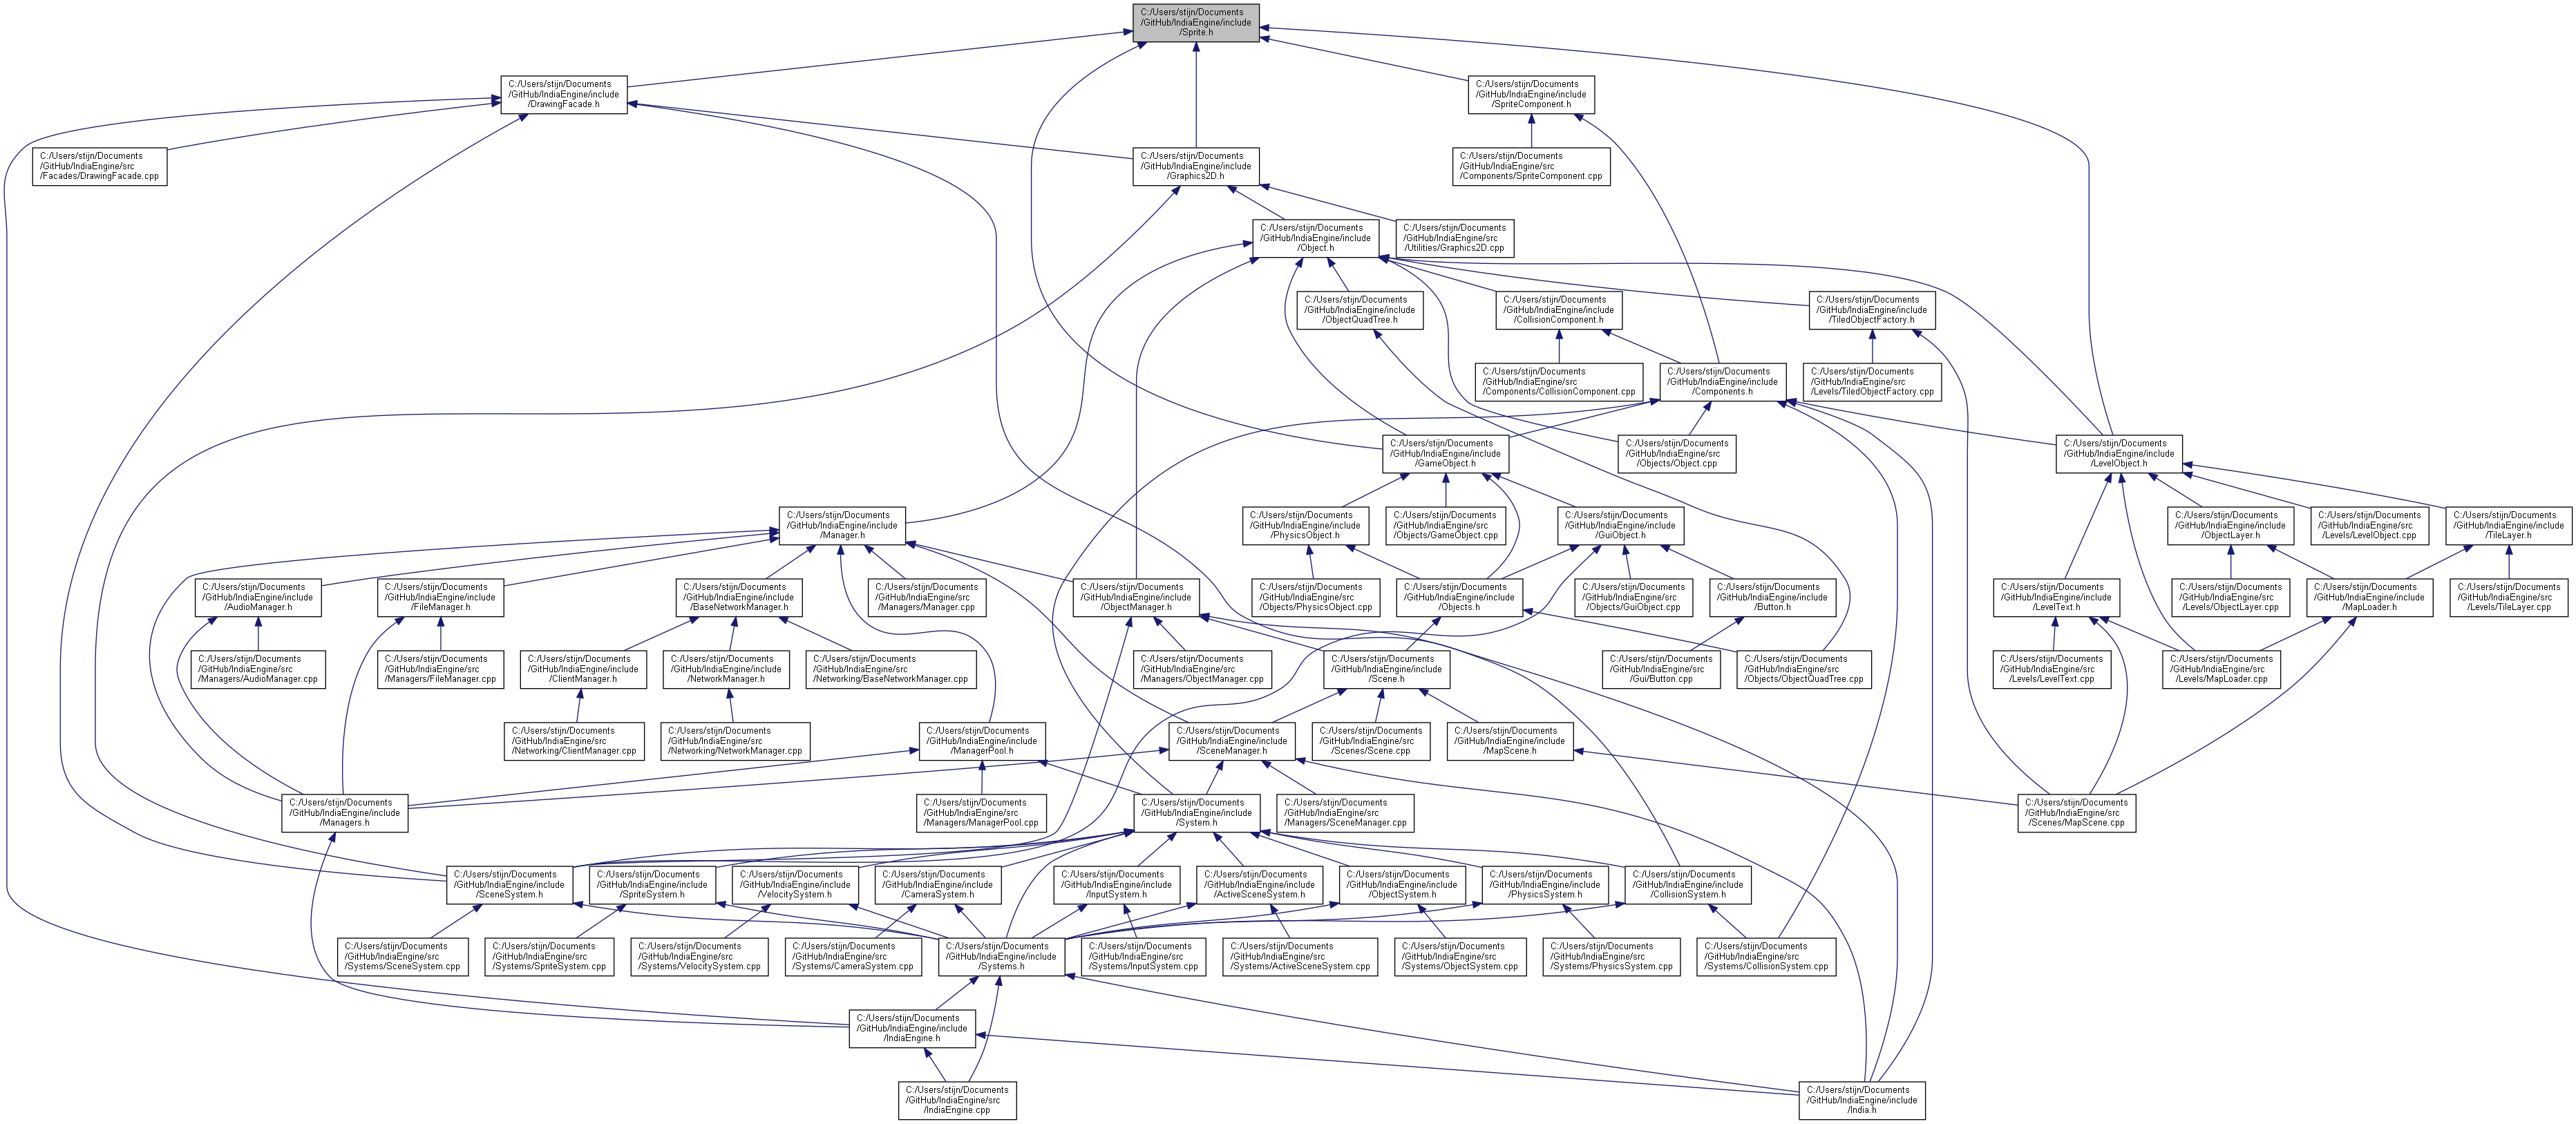 C:/Users/stijn/Documents
/GitHub/IndiaEngine/include
/Sprite.h
C:/Users/stijn/Documents
/GitHub/IndiaEngine/include
/DrawingFacade.h
C:/Users/stijn/Documents
/GitHub/IndiaEngine/include
/SpriteComponent.h
C:/Users/stijn/Documents
/GitHub/IndiaEngine/src
/Facades/DrawingFacade.cpp
C:/Users/stijn/Documents
/GitHub/IndiaEngine/include
/Graphics2D.h
C:/Users/stijn/Documents
/GitHub/IndiaEngine/src
/Components/SpriteComponent.cpp
C:/Users/stijn/Documents
/GitHub/IndiaEngine/include
/Object.h
C:/Users/stijn/Documents
/GitHub/IndiaEngine/src
/Utilities/Graphics2D.cpp
C:/Users/stijn/Documents
/GitHub/IndiaEngine/include
/ObjectQuadTree.h
C:/Users/stijn/Documents
/GitHub/IndiaEngine/include
/CollisionComponent.h
C:/Users/stijn/Documents
/GitHub/IndiaEngine/include
/TiledObjectFactory.h
C:/Users/stijn/Documents
/GitHub/IndiaEngine/src
/Components/CollisionComponent.cpp
C:/Users/stijn/Documents
/GitHub/IndiaEngine/include
/Components.h
C:/Users/stijn/Documents
/GitHub/IndiaEngine/src
/Levels/TiledObjectFactory.cpp
C:/Users/stijn/Documents
/GitHub/IndiaEngine/include
/GameObject.h
C:/Users/stijn/Documents
/GitHub/IndiaEngine/src
/Objects/Object.cpp
C:/Users/stijn/Documents
/GitHub/IndiaEngine/include
/LevelObject.h
C:/Users/stijn/Documents
/GitHub/IndiaEngine/include
/Manager.h
C:/Users/stijn/Documents
/GitHub/IndiaEngine/include
/PhysicsObject.h
C:/Users/stijn/Documents
/GitHub/IndiaEngine/src
/Objects/GameObject.cpp
C:/Users/stijn/Documents
/GitHub/IndiaEngine/include
/GuiObject.h
C:/Users/stijn/Documents
/GitHub/IndiaEngine/include
/ObjectLayer.h
C:/Users/stijn/Documents
/GitHub/IndiaEngine/src
/Levels/LevelObject.cpp
C:/Users/stijn/Documents
/GitHub/IndiaEngine/include
/TileLayer.h
C:/Users/stijn/Documents
/GitHub/IndiaEngine/include
/AudioManager.h
C:/Users/stijn/Documents
/GitHub/IndiaEngine/include
/FileManager.h
C:/Users/stijn/Documents
/GitHub/IndiaEngine/include
/BaseNetworkManager.h
C:/Users/stijn/Documents
/GitHub/IndiaEngine/src
/Managers/Manager.cpp
C:/Users/stijn/Documents
/GitHub/IndiaEngine/include
/ObjectManager.h
C:/Users/stijn/Documents
/GitHub/IndiaEngine/src
/Objects/PhysicsObject.cpp
C:/Users/stijn/Documents
/GitHub/IndiaEngine/include
/Objects.h
C:/Users/stijn/Documents
/GitHub/IndiaEngine/src
/Objects/GuiObject.cpp
C:/Users/stijn/Documents
/GitHub/IndiaEngine/include
/Button.h
C:/Users/stijn/Documents
/GitHub/IndiaEngine/include
/LevelText.h
C:/Users/stijn/Documents
/GitHub/IndiaEngine/src
/Levels/ObjectLayer.cpp
C:/Users/stijn/Documents
/GitHub/IndiaEngine/include
/MapLoader.h
C:/Users/stijn/Documents
/GitHub/IndiaEngine/src
/Levels/TileLayer.cpp
C:/Users/stijn/Documents
/GitHub/IndiaEngine/src
/Managers/AudioManager.cpp
C:/Users/stijn/Documents
/GitHub/IndiaEngine/src
/Managers/FileManager.cpp
C:/Users/stijn/Documents
/GitHub/IndiaEngine/include
/ClientManager.h
C:/Users/stijn/Documents
/GitHub/IndiaEngine/include
/NetworkManager.h
C:/Users/stijn/Documents
/GitHub/IndiaEngine/src
/Networking/BaseNetworkManager.cpp
C:/Users/stijn/Documents
/GitHub/IndiaEngine/src
/Managers/ObjectManager.cpp
C:/Users/stijn/Documents
/GitHub/IndiaEngine/include
/Scene.h
C:/Users/stijn/Documents
/GitHub/IndiaEngine/src
/Gui/Button.cpp
C:/Users/stijn/Documents
/GitHub/IndiaEngine/src
/Objects/ObjectQuadTree.cpp
C:/Users/stijn/Documents
/GitHub/IndiaEngine/src
/Levels/LevelText.cpp
C:/Users/stijn/Documents
/GitHub/IndiaEngine/src
/Levels/MapLoader.cpp
C:/Users/stijn/Documents
/GitHub/IndiaEngine/src
/Networking/ClientManager.cpp
C:/Users/stijn/Documents
/GitHub/IndiaEngine/src
/Networking/NetworkManager.cpp
C:/Users/stijn/Documents
/GitHub/IndiaEngine/include
/ManagerPool.h
C:/Users/stijn/Documents
/GitHub/IndiaEngine/include
/SceneManager.h
C:/Users/stijn/Documents
/GitHub/IndiaEngine/src
/Scenes/Scene.cpp
C:/Users/stijn/Documents
/GitHub/IndiaEngine/include
/MapScene.h
C:/Users/stijn/Documents
/GitHub/IndiaEngine/include
/Managers.h
C:/Users/stijn/Documents
/GitHub/IndiaEngine/src
/Managers/ManagerPool.cpp
C:/Users/stijn/Documents
/GitHub/IndiaEngine/include
/System.h
C:/Users/stijn/Documents
/GitHub/IndiaEngine/src
/Managers/SceneManager.cpp
C:/Users/stijn/Documents
/GitHub/IndiaEngine/src
/Scenes/MapScene.cpp
C:/Users/stijn/Documents
/GitHub/IndiaEngine/include
/SceneSystem.h
C:/Users/stijn/Documents
/GitHub/IndiaEngine/include
/SpriteSystem.h
C:/Users/stijn/Documents
/GitHub/IndiaEngine/include
/VelocitySystem.h
C:/Users/stijn/Documents
/GitHub/IndiaEngine/include
/CameraSystem.h
C:/Users/stijn/Documents
/GitHub/IndiaEngine/include
/InputSystem.h
C:/Users/stijn/Documents
/GitHub/IndiaEngine/include
/ActiveSceneSystem.h
C:/Users/stijn/Documents
/GitHub/IndiaEngine/include
/ObjectSystem.h
C:/Users/stijn/Documents
/GitHub/IndiaEngine/include
/PhysicsSystem.h
C:/Users/stijn/Documents
/GitHub/IndiaEngine/include
/CollisionSystem.h
C:/Users/stijn/Documents
/GitHub/IndiaEngine/src
/Systems/SceneSystem.cpp
C:/Users/stijn/Documents
/GitHub/IndiaEngine/src
/Systems/SpriteSystem.cpp
C:/Users/stijn/Documents
/GitHub/IndiaEngine/src
/Systems/VelocitySystem.cpp
C:/Users/stijn/Documents
/GitHub/IndiaEngine/src
/Systems/CameraSystem.cpp
C:/Users/stijn/Documents
/GitHub/IndiaEngine/include
/Systems.h
C:/Users/stijn/Documents
/GitHub/IndiaEngine/src
/Systems/InputSystem.cpp
C:/Users/stijn/Documents
/GitHub/IndiaEngine/src
/Systems/ActiveSceneSystem.cpp
C:/Users/stijn/Documents
/GitHub/IndiaEngine/src
/Systems/ObjectSystem.cpp
C:/Users/stijn/Documents
/GitHub/IndiaEngine/src
/Systems/PhysicsSystem.cpp
C:/Users/stijn/Documents
/GitHub/IndiaEngine/src
/Systems/CollisionSystem.cpp
C:/Users/stijn/Documents
/GitHub/IndiaEngine/include
/IndiaEngine.h
C:/Users/stijn/Documents
/GitHub/IndiaEngine/src
/IndiaEngine.cpp
C:/Users/stijn/Documents
/GitHub/IndiaEngine/include
/India.h